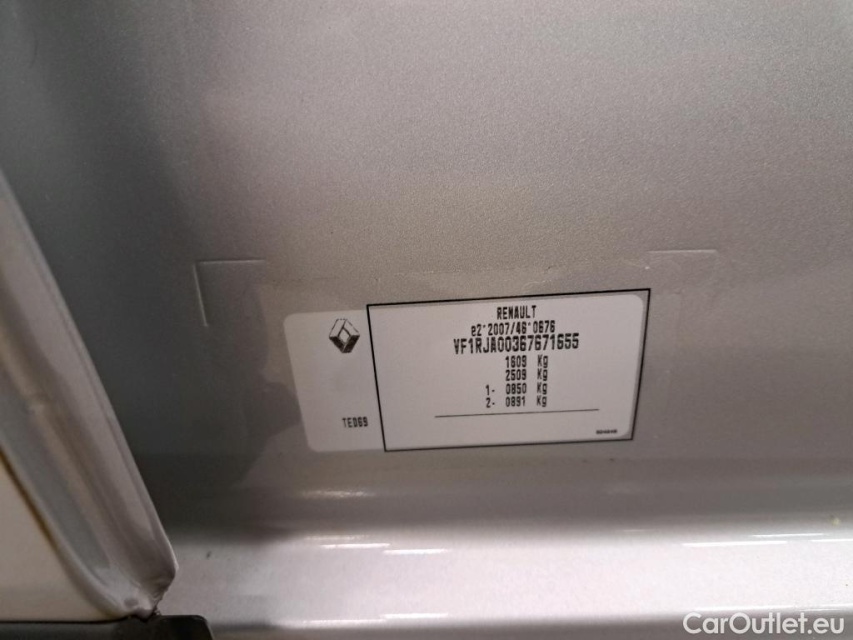 RENAULT
e2*2007/46*0676
VF1RJA00367671655
1609 Kg
2509 Kg
1- 0850 Kg
2- 0891 Kg
TED69
CarOutlet.eu